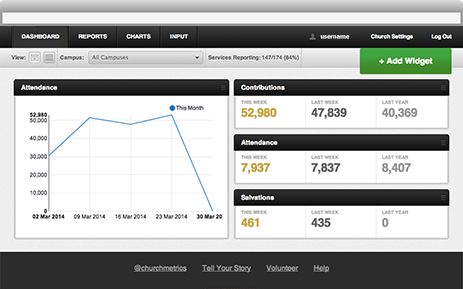 DASHBOARD REPORTS CHARTS INPUT username Church Settings Log Out
View: Campus: All Campuses Services Reporting: 147/174 (84%) + Add Widget
Attendance
This Month
52,980
50,000
40,000
30,000
20,000
10,000
0
02 Mar 2014 09 Mar 2014 16 Mar 2014 23 Mar 2014 30 Mar 20
Contributions
THIS WEEK LAST WEEK LAST YEAR
52,980 47,839 40,369
Attendance
THIS WEEK LAST WEEK LAST YEAR
7,937 7,837 8,407
Salvations
THIS WEEK LAST WEEK LAST YEAR
461 435 0
@churchmetrics Tell Your Story Volunteer Help